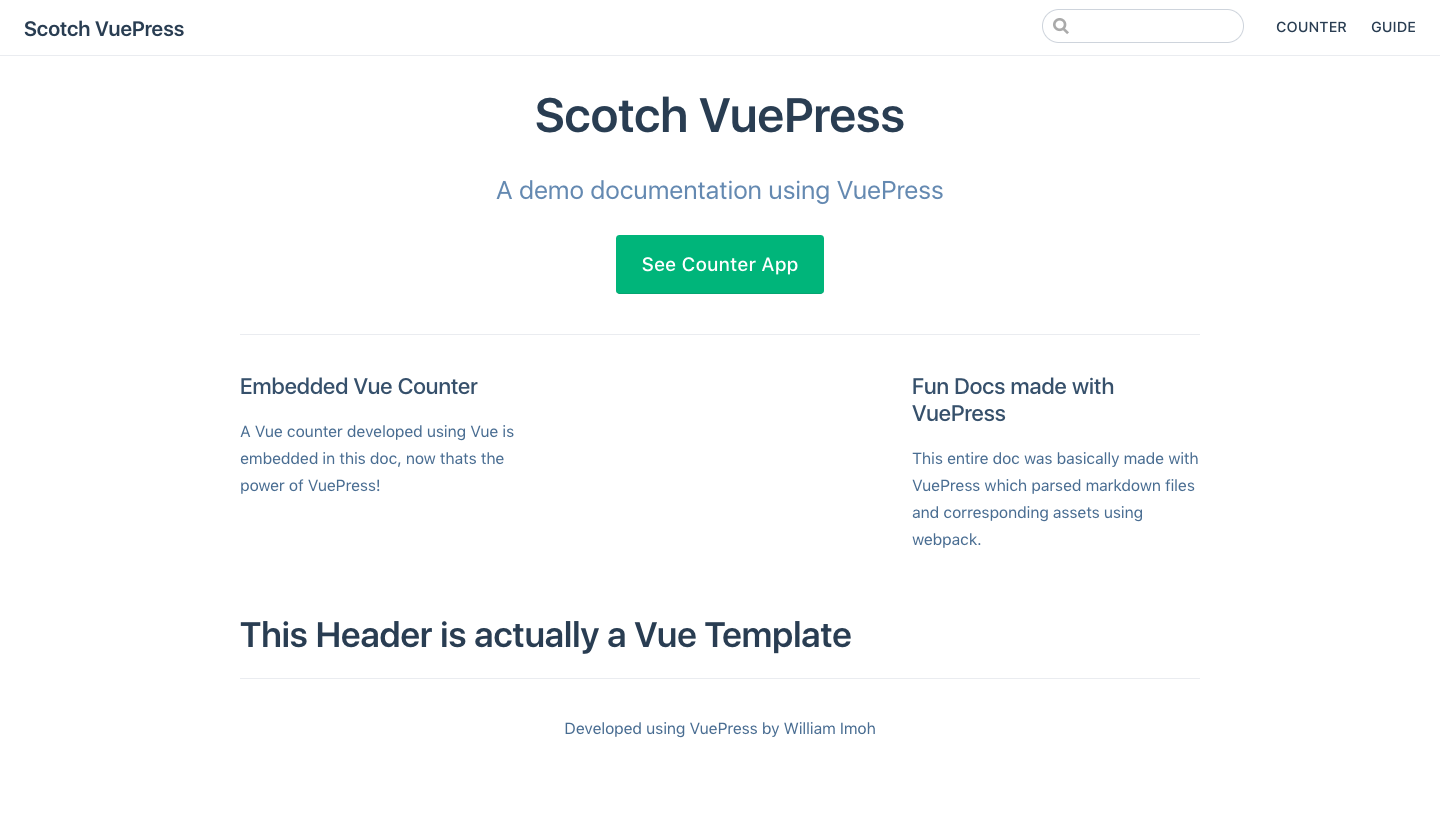 Scotch VuePress
COUNTER
GUIDE
Scotch VuePress
A demo documentation using VuePress
See Counter App
Embedded Vue Counter
A Vue counter developed using Vue is
embedded in this doc, now thats the
power of VuePress!
Fun Docs made with
VuePress
This entire doc was basically made with
VuePress which parsed markdown files
and corresponding assets using
webpack.
This Header is actually a Vue Template
Developed using VuePress by William Imoh